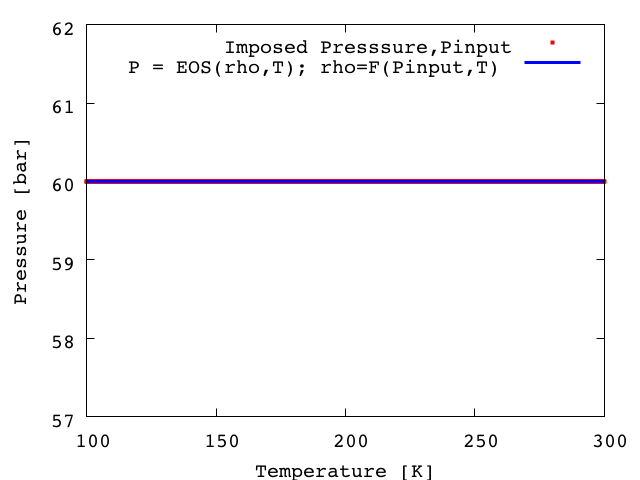 62
Imposed Presssure,Pinput
P = EOS(rho,T); rho=F(Pinput,T)
61
60
59
58
57
Pressure [bar]
100 150 200 250 300
Temperature [K]